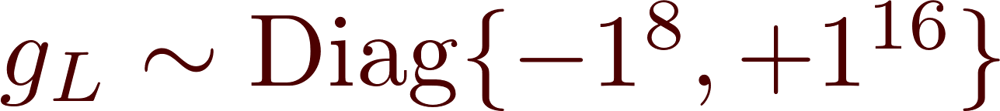 g_L ∼ Diag{−1^8, +1^{16}}